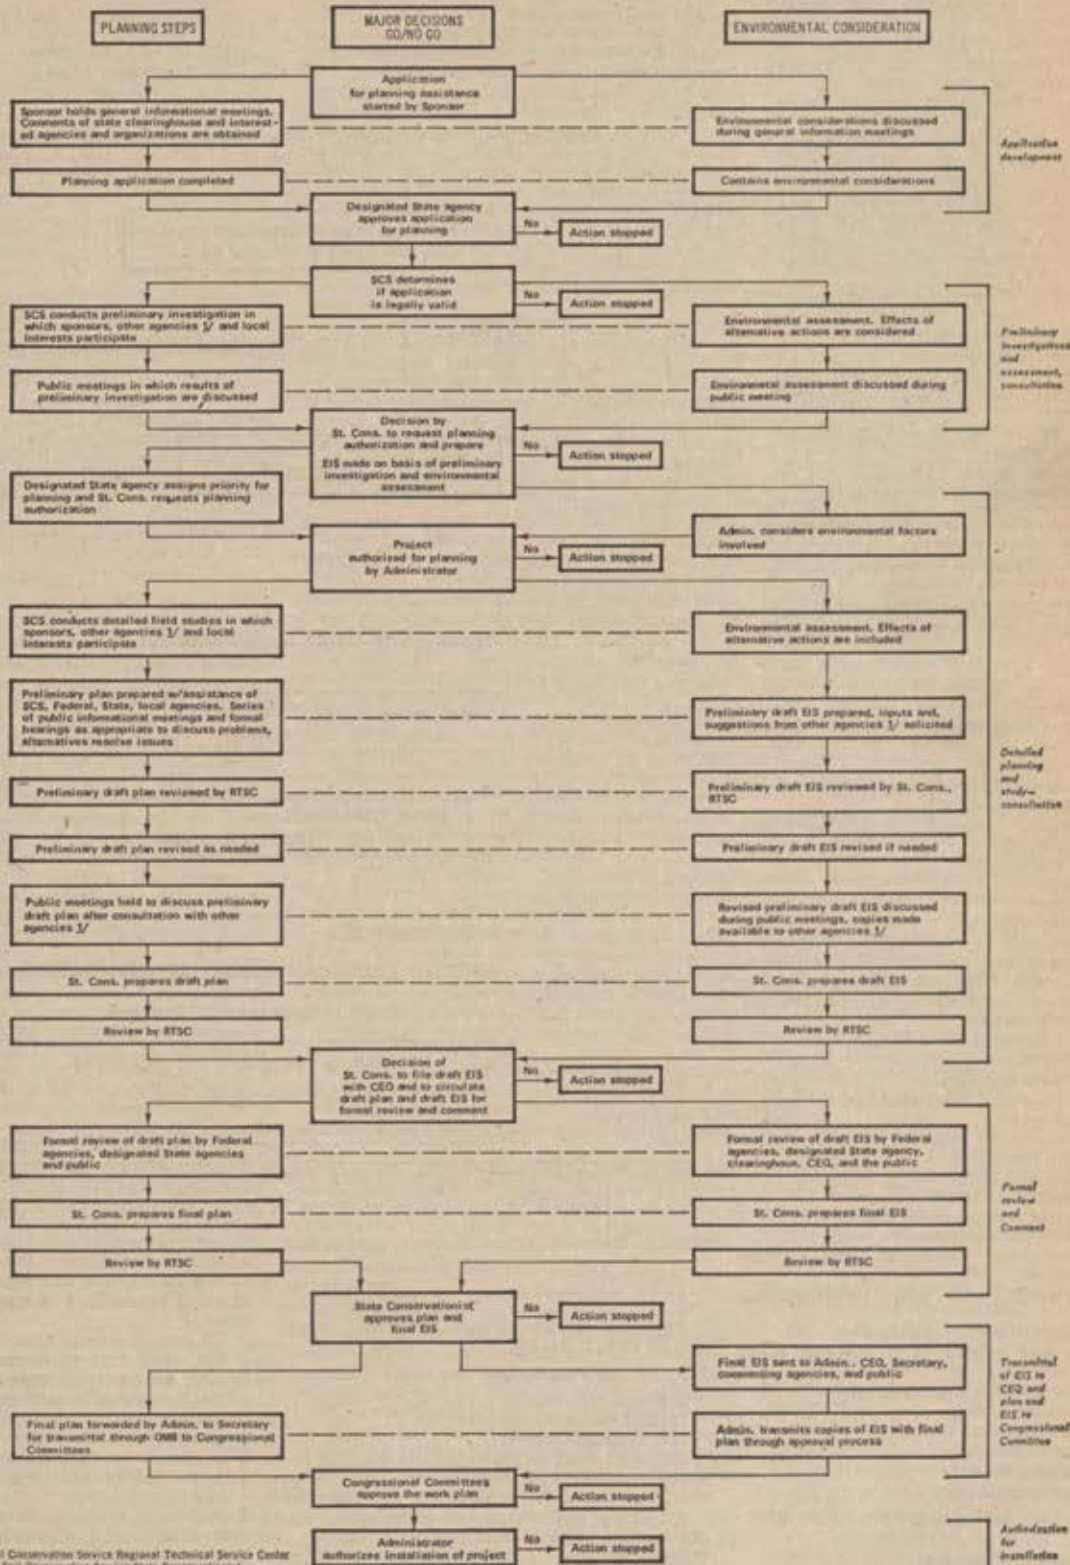 PLANNING STEPS
MAJOR DECISIONS
GO/NO GO
ENVIRONMENTAL CONSIDERATION
Application
for planning assistance
started by Sponsor
Sponsor holds general informational meetings.
Comments of state clearinghouse and interest-
ed agencies and organizations are obtained
Environmental considerations discussed
during general information meetings
Application
development
Planning application completed
Contains environmental considerations
Designated State agency
approves application
for planning
No
Action stopped
SCS determines
if application
is legally valid
No
Action stopped
SCS conducts preliminary investigation in
which sponsors, other agencies 1/ and local
interests participate
Environmental assessment. Effects of
alternative actions are considered
Preliminary
investigations
and
assessment,
consultation
Public meetings in which results of
preliminary investigation are discussed
Environmetal assessment discussed during
public meeting
Decision by
St. Cons. to request planning
authorization and prepare
EIS made on basis of preliminary
investigation and environmental
assessment
No
Action stopped
Designated State agency assigns priority for
planning and St. Cons. requests planning
authorization
Admin. considers environmental factors
involved
Project
authorized for planning
by Administrator
No
Action stopped
SCS conducts detailed field studies in which
sponsors, other agencies 1/ and local
interests participate
Environmental assessment. Effects of
alternative actions are included
Preliminary plan prepared w/assistance of
SCS, Federal, State, local agencies. Series
of public informational meetings and formal
hearings as appropriate to discuss problems,
alternatives resolve issues
Preliminary draft EIS prepared, inputs and,
suggestions from other agencies 1/ solicited
Detailed
planning
and
study—
consultation
Preliminary draft plan reviewed by RTSC
Preliminary draft EIS reviewed by St. Cons.,
RTSC
Preliminary draft plan revised as needed
Preliminary draft EIS revised if needed
Public meetings held to discuss preliminary
draft plan after consultation with other
agencies 1/
Revised preliminary draft EIS discussed
during public meetings, copies made
available to other agencies 1/
St. Cons. prepares draft plan
St. Cons. prepares draft EIS
Review by RTSC
Review by RTSC
Decision of
St. Cons. to file draft EIS
with CEQ and to circulate
draft plan and draft EIS for
formal review and comment
No
Action stopped
Formal review of draft plan by Federal
agencies, designated State agencies
and public
Formal review of draft EIS by Federal
agencies, designated State agency,
clearinghous, CEQ, and the public
Formal
review
and
Comment
St. Cons. prepares final plan
St. Cons. prepares final EIS
Review by RTSC
Review by RTSC
State Conservationist
approves plan and
final EIS
No
Action stopped
Final EIS sent to Admin., CEQ, Secretary,
commenting agencies, and public
Transmittal
of EIS to
CEQ and
plan and
EIS to
Congressional
Committee
Final plan forwarded by Admin. to Secretary
for transmittal through OMB to Congressional
Committees
Admin. transmits copies of EIS with final
plan through approval process
Congressional Committees
approve the work plan
No
Action stopped
Administrator
authorizes installation of project
No
Action stopped
Authorization
for
installation
Conservation Service Regional Technical Service Center